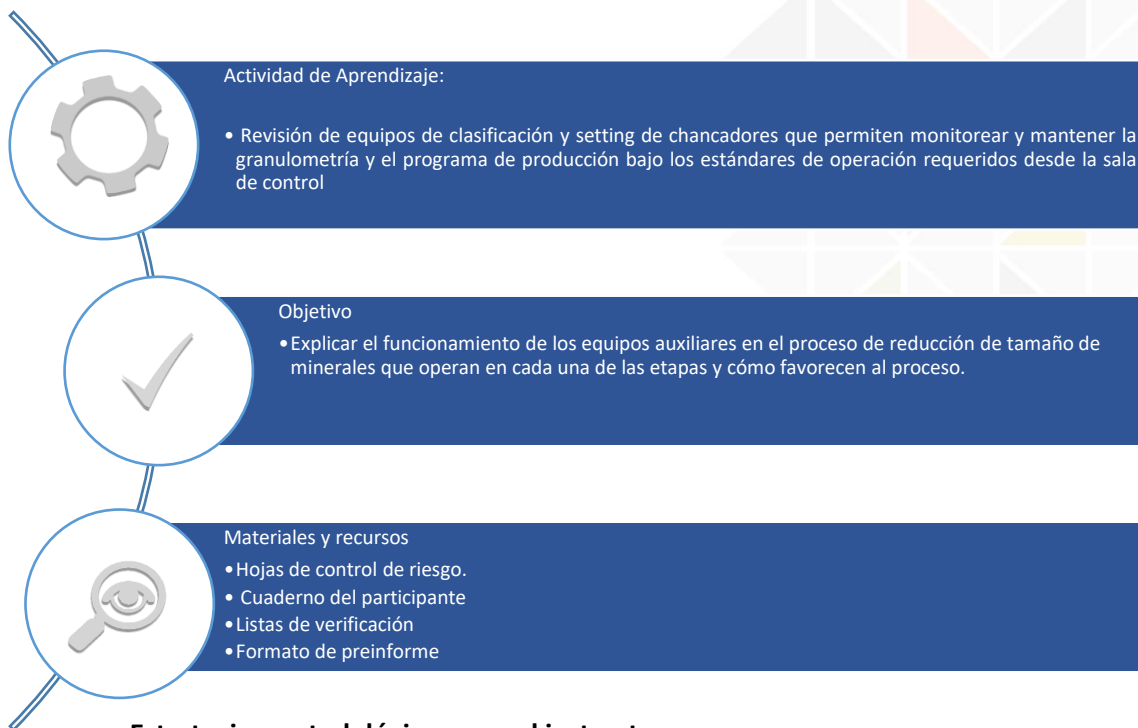 Actividad de Aprendizaje:
• Revisión de equipos de clasificación y setting de chancadores que permiten monitorear y mantener la
granulometría y el programa de producción bajo los estándares de operación requeridos desde la sala
de control
Objetivo
•Explicar el funcionamiento de los equipos auxiliares en el proceso de reducción de tamaño de
minerales que operan en cada una de las etapas y cómo favorecen al proceso.
Materiales y recursos
•Hojas de control de riesgo.
• Cuaderno del participante
•Listas de verificación
•Formato de preinforme